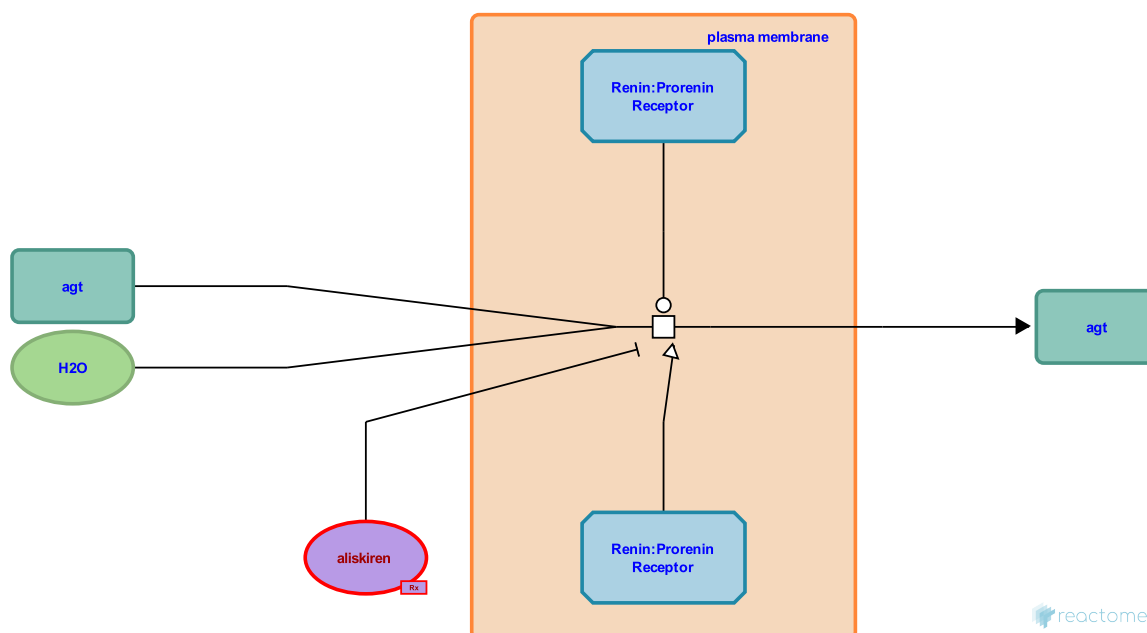 plasma membrane
Renin:Prorenin
Receptor
agt
H2O
agt
aliskiren
Rx
Renin:Prorenin
Receptor
reactome